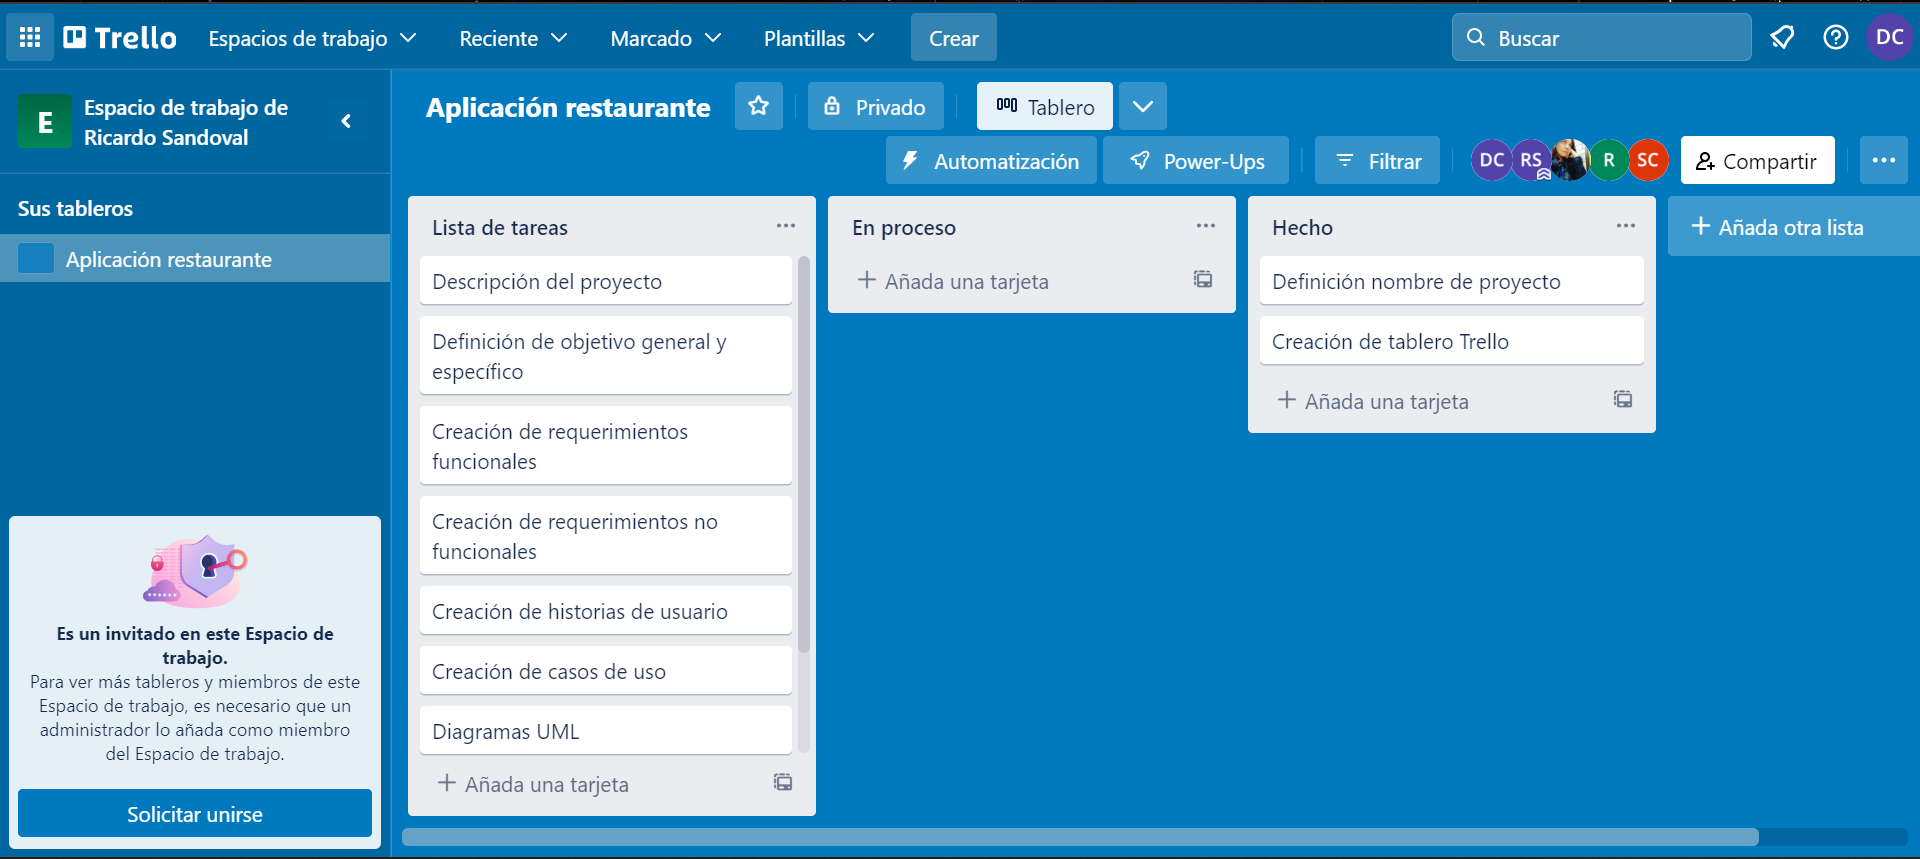 Trello
Espacios de trabajo
Reciente
Marcado
Plantillas
Crear
Buscar
DC
E
Espacio de trabajo de
Ricardo Sandoval
Sus tableros
Aplicación restaurante
Es un invitado en este Espacio de
trabajo.
Para ver más tableros y miembros de este
Espacio de trabajo, es necesario que un
administrador lo añada como miembro
del Espacio de trabajo.
Solicitar unirse
Aplicación restaurante
Privado
Tablero
Automatización
Power-Ups
Filtrar
DC
RS
R
SC
Compartir
Lista de tareas
Descripción del proyecto
Definición de objetivo general y
específico
Creación de requerimientos
funcionales
Creación de requerimientos no
funcionales
Creación de historias de usuario
Creación de casos de uso
Diagramas UML
Añada una tarjeta
En proceso
Añada una tarjeta
Hecho
Definición nombre de proyecto
Creación de tablero Trello
Añada una tarjeta
Añada otra lista